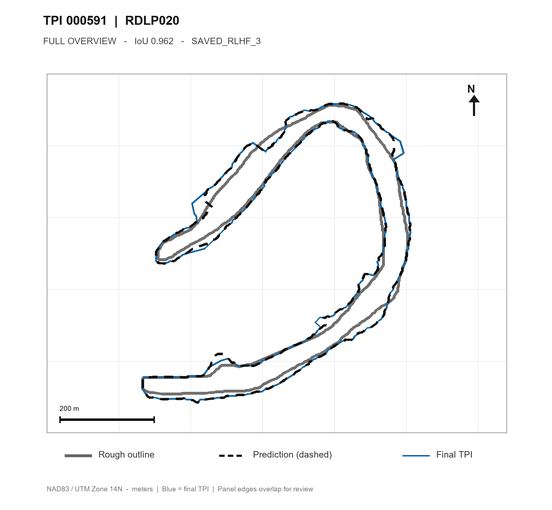 TPI 000591 | RDLP020
FULL OVERVIEW - IoU 0.962 - SAVED_RLHF_3
N
200 m
Rough outline Prediction (dashed) Final TPI
NAD83 / UTM Zone 14N - meters | Blue = final TPI | Panel edges overlap for review